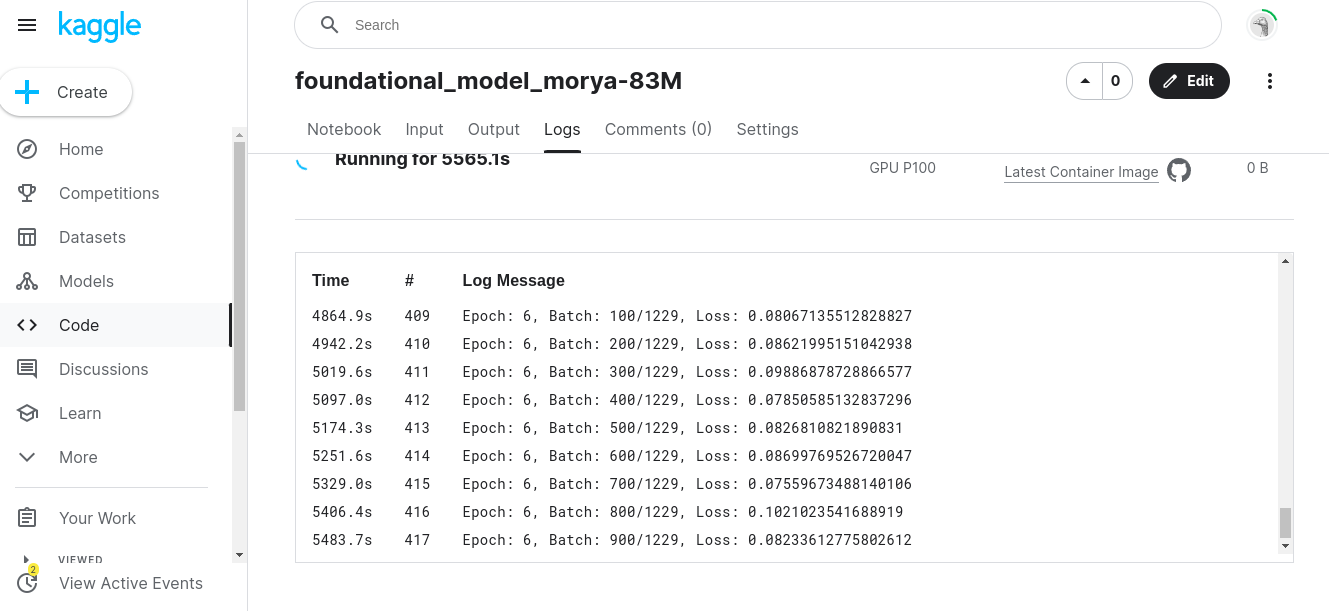 kaggle
Search
Create
foundational_model_morya-83M
0
Edit
Notebook Input Output Logs Comments (0) Settings
Running for 5565.1s
GPU P100
Latest Container Image
0 B
Home
Competitions
Datasets
Models
Code
Discussions
Learn
More
Your Work
VIEWED
2
View Active Events
Time # Log Message
4864.9s 409 Epoch: 6, Batch: 100/1229, Loss: 0.08067135512828827
4942.2s 410 Epoch: 6, Batch: 200/1229, Loss: 0.08621995151042938
5019.6s 411 Epoch: 6, Batch: 300/1229, Loss: 0.09886878728866577
5097.0s 412 Epoch: 6, Batch: 400/1229, Loss: 0.07850585132837296
5174.3s 413 Epoch: 6, Batch: 500/1229, Loss: 0.0826810821890831
5251.6s 414 Epoch: 6, Batch: 600/1229, Loss: 0.08699769526720047
5329.0s 415 Epoch: 6, Batch: 700/1229, Loss: 0.07559673488140106
5406.4s 416 Epoch: 6, Batch: 800/1229, Loss: 0.1021023541688919
5483.7s 417 Epoch: 6, Batch: 900/1229, Loss: 0.08233612775802612